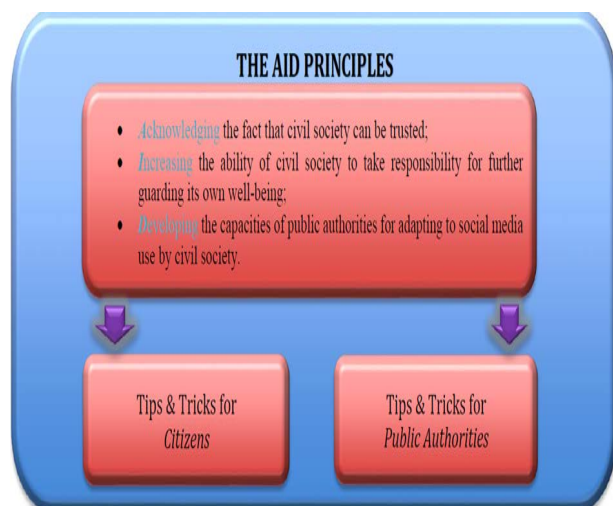 THE AID PRINCIPLES
• Acknowledging the fact that civil society can be trusted;
• Increasing the ability of civil society to take responsibility for further
guarding its own well-being;
• Developing the capacities of public authorities for adapting to social media
use by civil society.
Tips & Tricks for
Citizens
Tips & Tricks for
Public Authorities